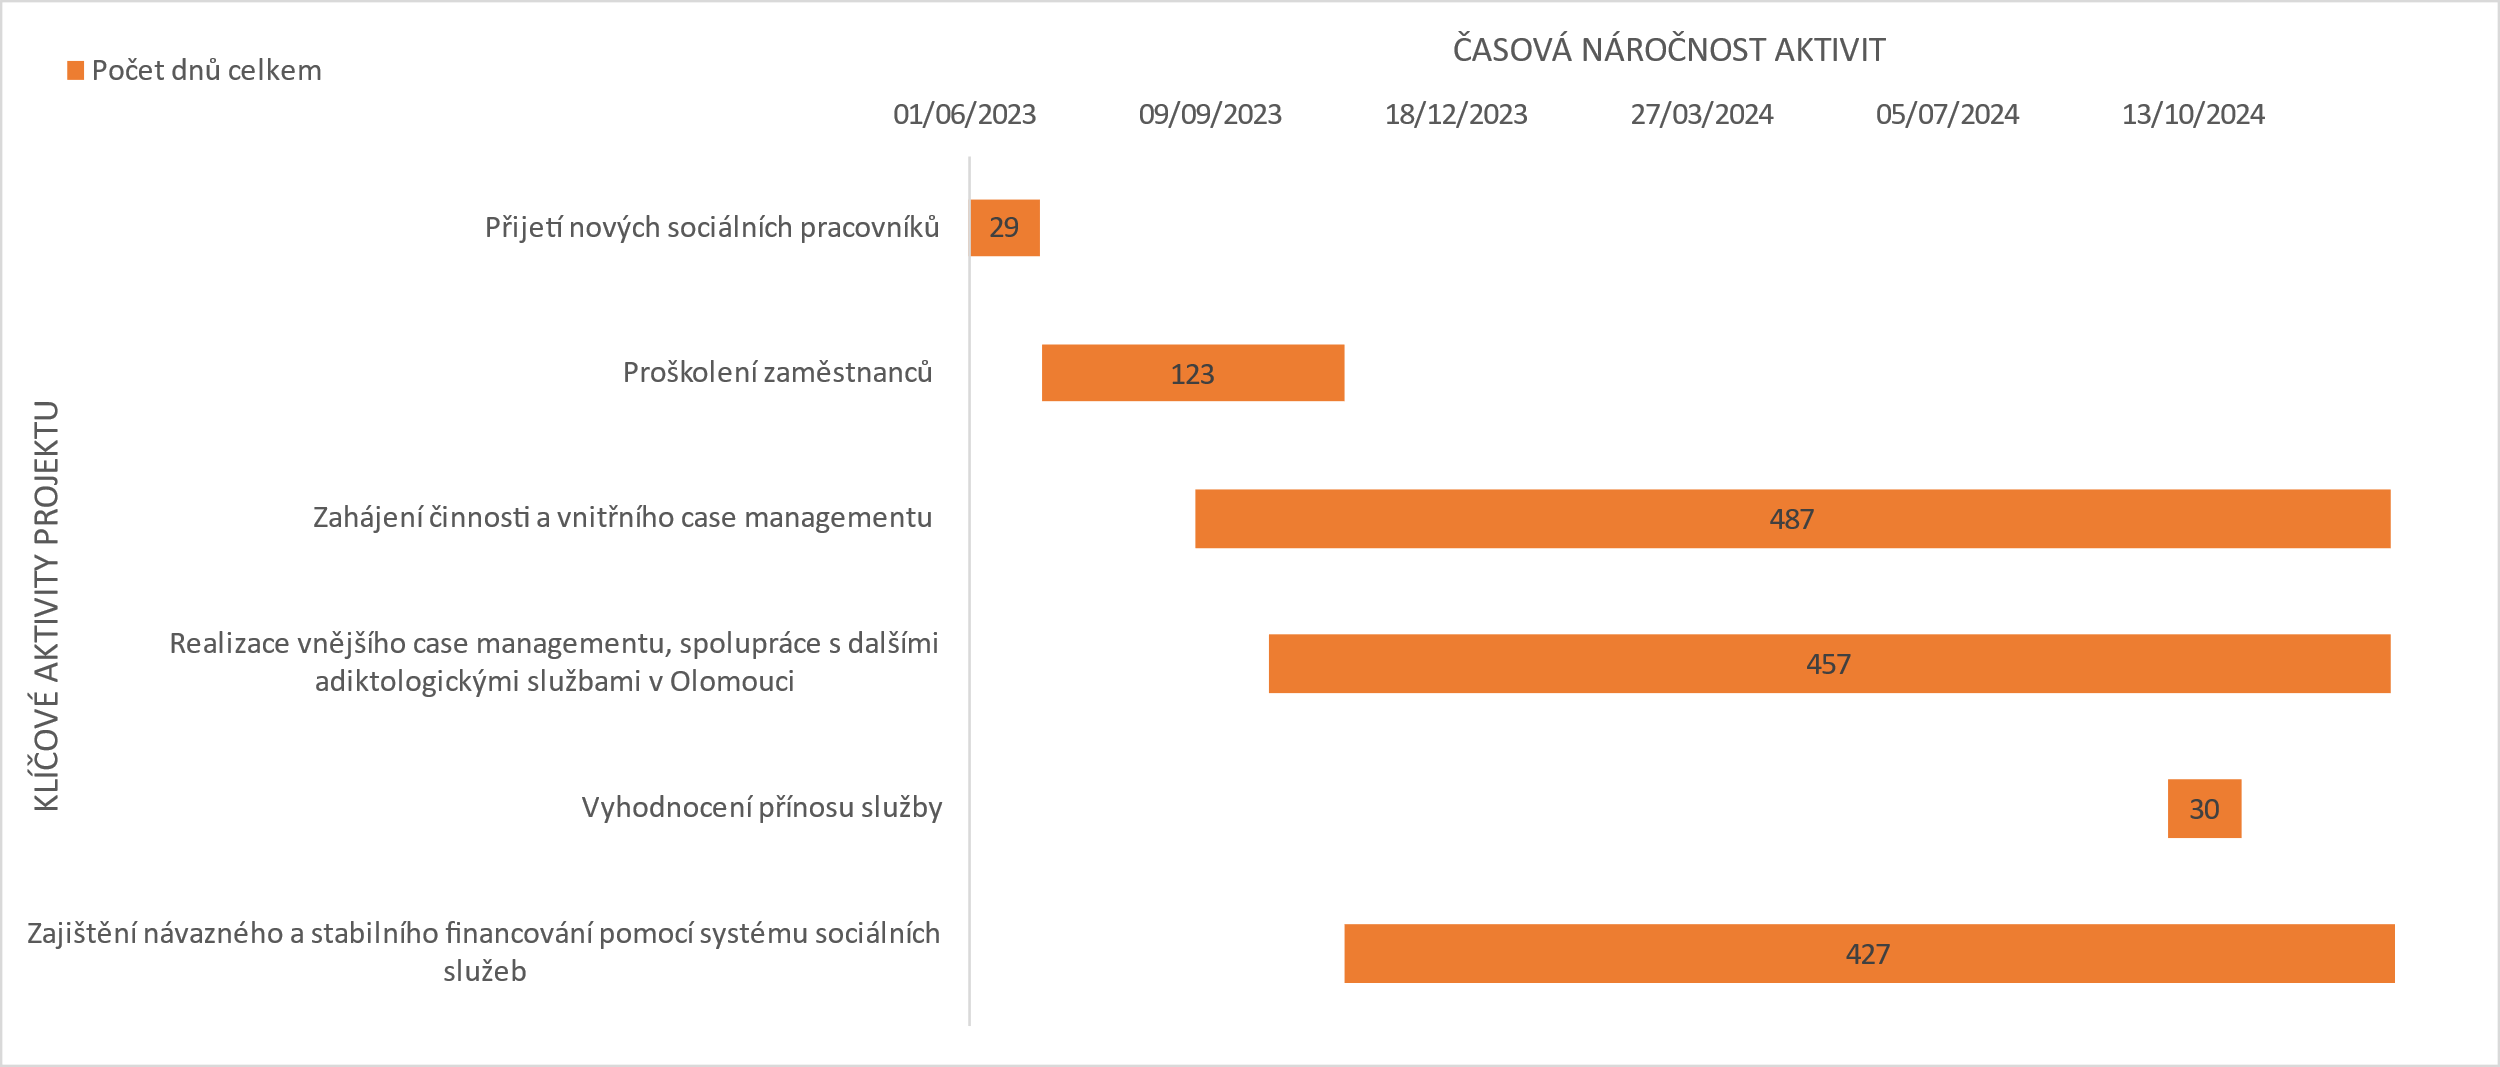 ČASOVÁ NÁROČNOST AKTIVIT
Počet dnů celkem
01/06/2023 09/09/2023 18/12/2023 27/03/2024 05/07/2024 13/10/2024
KLÍČOVÉ AKTIVITY PROJEKTU
Přijetí nových sociálních pracovníků 29
Proškolení zaměstnanců 123
Zahájení činnosti a vnitřního case managementu 487
Realizace vnějšího case managementu, spolupráce s dalšími
adiktologickými službami v Olomouci
457
Vyhodnocení přínosu služby 30
Zajištění návazného a stabilního financování pomocí systému sociálních
služeb
427